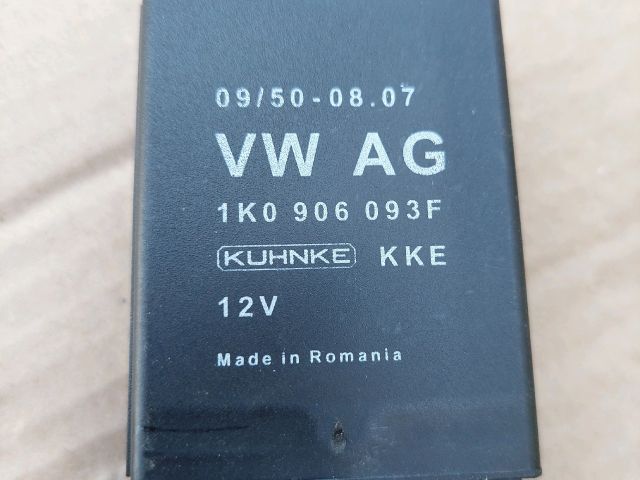 09/50-08.07
VW AG
1K0 906 093F
KUHNKE KKE
12V
Made in Romania